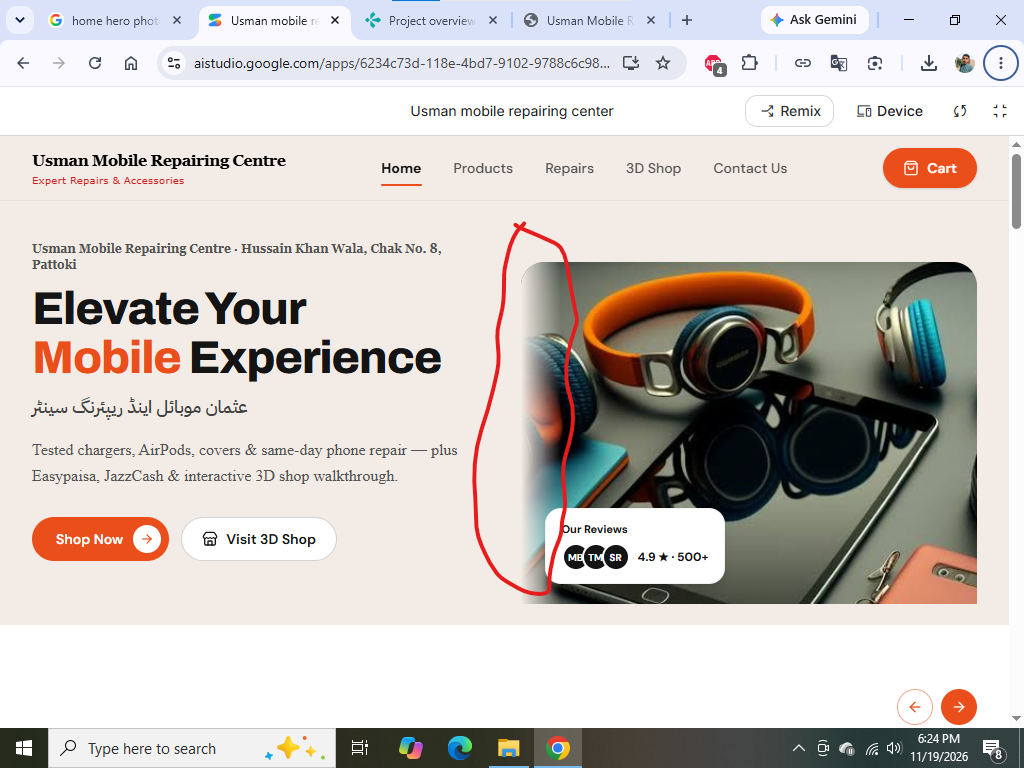 home hero phot
Usman mobile re
Project overview
Usman Mobile R
Ask Gemini
aistudio.google.com/apps/6234c73d-118e-4bd7-9102-9788c6c98...
4
Usman mobile repairing center
Remix
Device
Usman Mobile Repairing Centre
Expert Repairs & Accessories
Home
Products
Repairs
3D Shop
Contact Us
Cart
Usman Mobile Repairing Centre · Hussain Khan Wala, Chak No. 8,
Pattoki
Elevate Your
Mobile Experience
عثمان موبائل اینڈ ریپئرنگ سینٹر
Tested chargers, AirPods, covers & same-day phone repair — plus
Easypaisa, JazzCash & interactive 3D shop walkthrough.
Shop Now
Visit 3D Shop
Our Reviews
MB TM SR 4.9 ★ · 500+
Type here to search
6:24 PM
11/19/2026
8